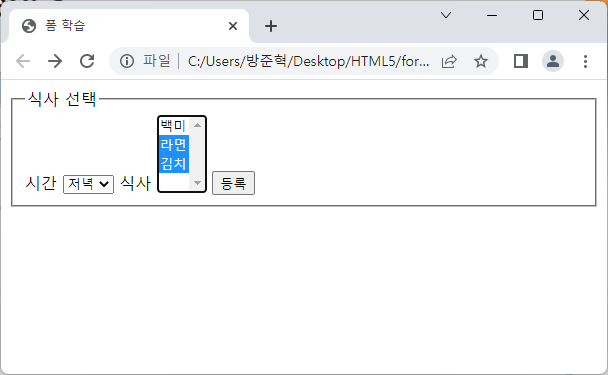 폼 학습
파일 | C:/Users/방준혁/Desktop/HTML5/for...
식사 선택
백미
라면
김치
시간 저녁 식사 등록